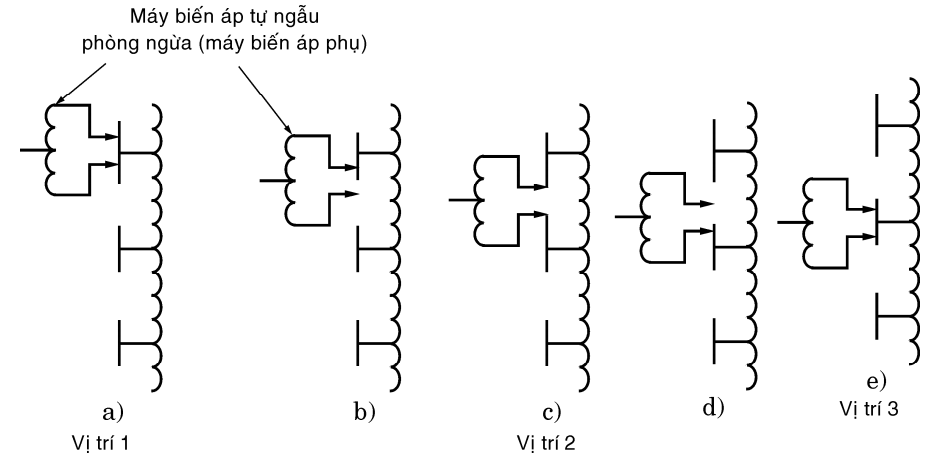 Máy biến áp tự ngẫu
phòng ngừa (máy biến áp phụ)
a)
b)
c)
d)
e)
Vị trí 1
Vị trí 2
Vị trí 3